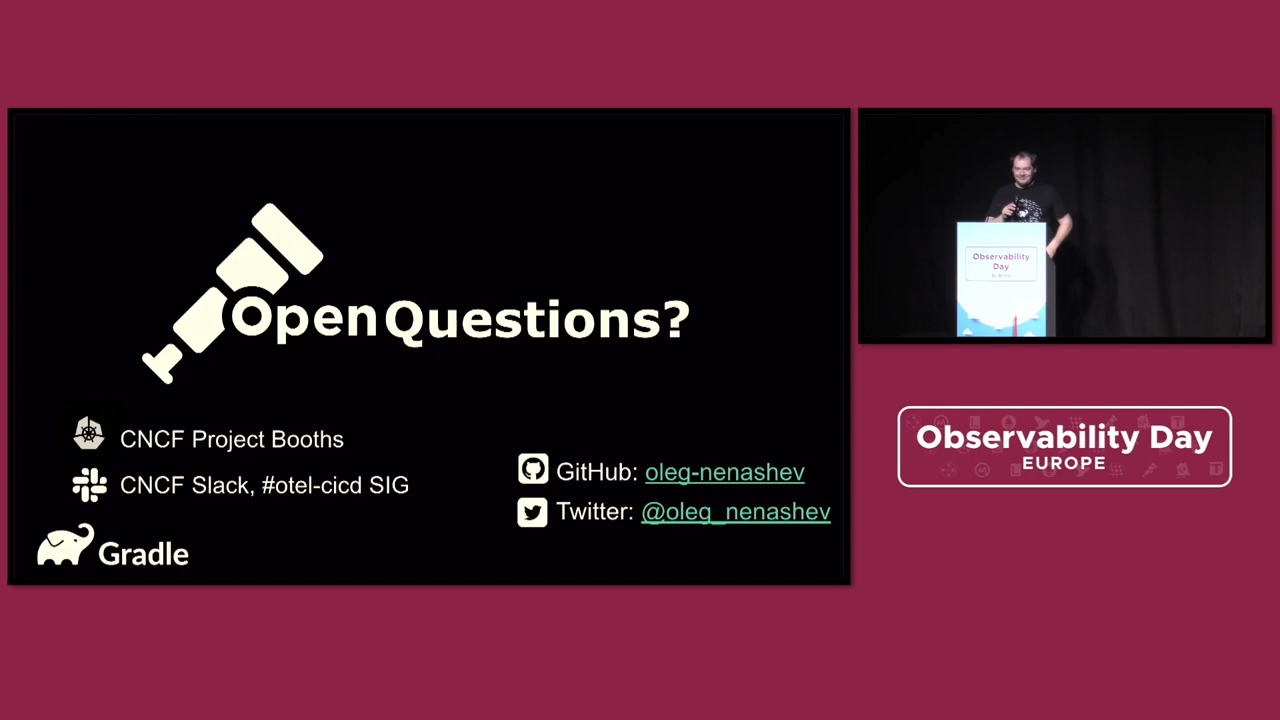 OpenQuestions?
CNCF Project Booths
CNCF Slack, #otel-cicd SIG
GitHub: oleg-nenashev
Twitter: @oleg_nenashev
Gradle
Observability
Day
EUROPE
Observability Day
EUROPE